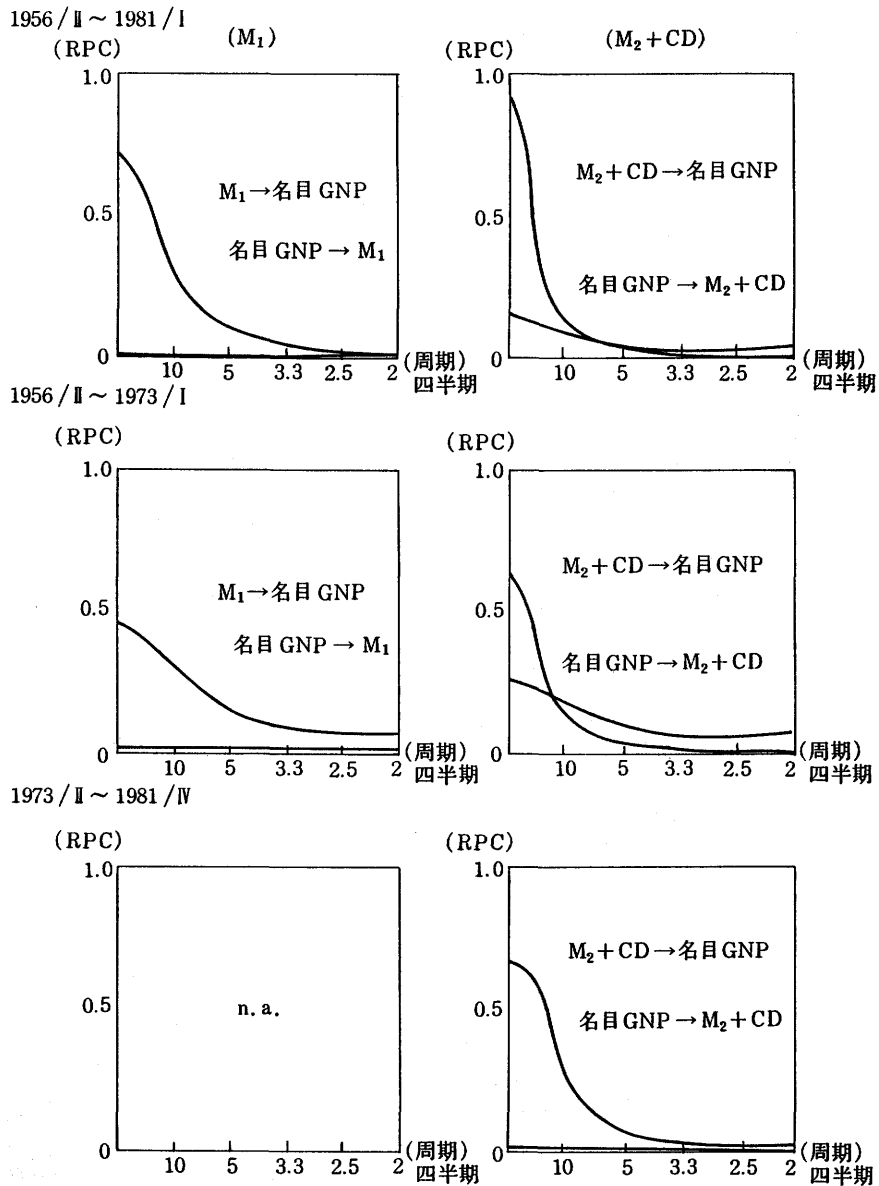 1956/Ⅱ～1981/Ⅰ
(M₁)
(RPC)
1.0
0.5
0
M₁→名目GNP
名目GNP→M₁
10 5 3.3 2.5 2
(周期)
四半期
(M₂+CD)
(RPC)
1.0
0.5
0
M₂+CD→名目GNP
名目GNP→M₂+CD
10 5 3.3 2.5 2
(周期)
四半期
1956/Ⅱ～1973/Ⅰ
(RPC)
1.0
0.5
0
M₁→名目GNP
名目GNP→M₁
10 5 3.3 2.5 2
(周期)
四半期
(RPC)
1.0
0.5
0
M₂+CD→名目GNP
名目GNP→M₂+CD
10 5 3.3 2.5 2
(周期)
四半期
1973/Ⅱ～1981/Ⅳ
(RPC)
1.0
0.5
0
n.a.
10 5 3.3 2.5 2
(周期)
四半期
(RPC)
1.0
0.5
0
M₂+CD→名目GNP
名目GNP→M₂+CD
10 5 3.3 2.5 2
(周期)
四半期